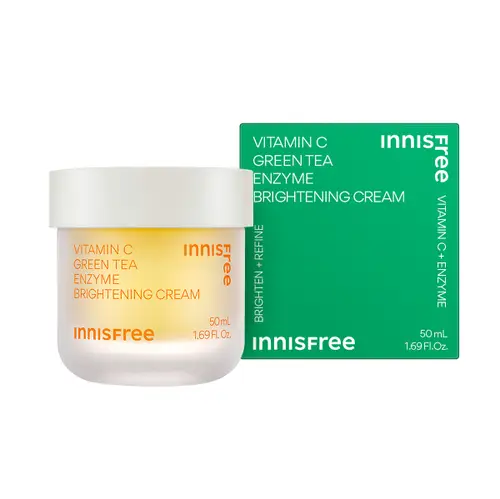 VITAMIN C
GREEN TEA
ENZYME
BRIGHTENING CREAM
INNISFree
50 mL
1.69 Fl.Oz.
INNISFree
VITAMIN C
GREEN TEA
ENZYME
BRIGHTENING CREAM
INNISFree
BRIGHTEN + REFINE
VITAMIN C + ENZYME
50 mL
1.69 Fl.Oz.
INNISFree